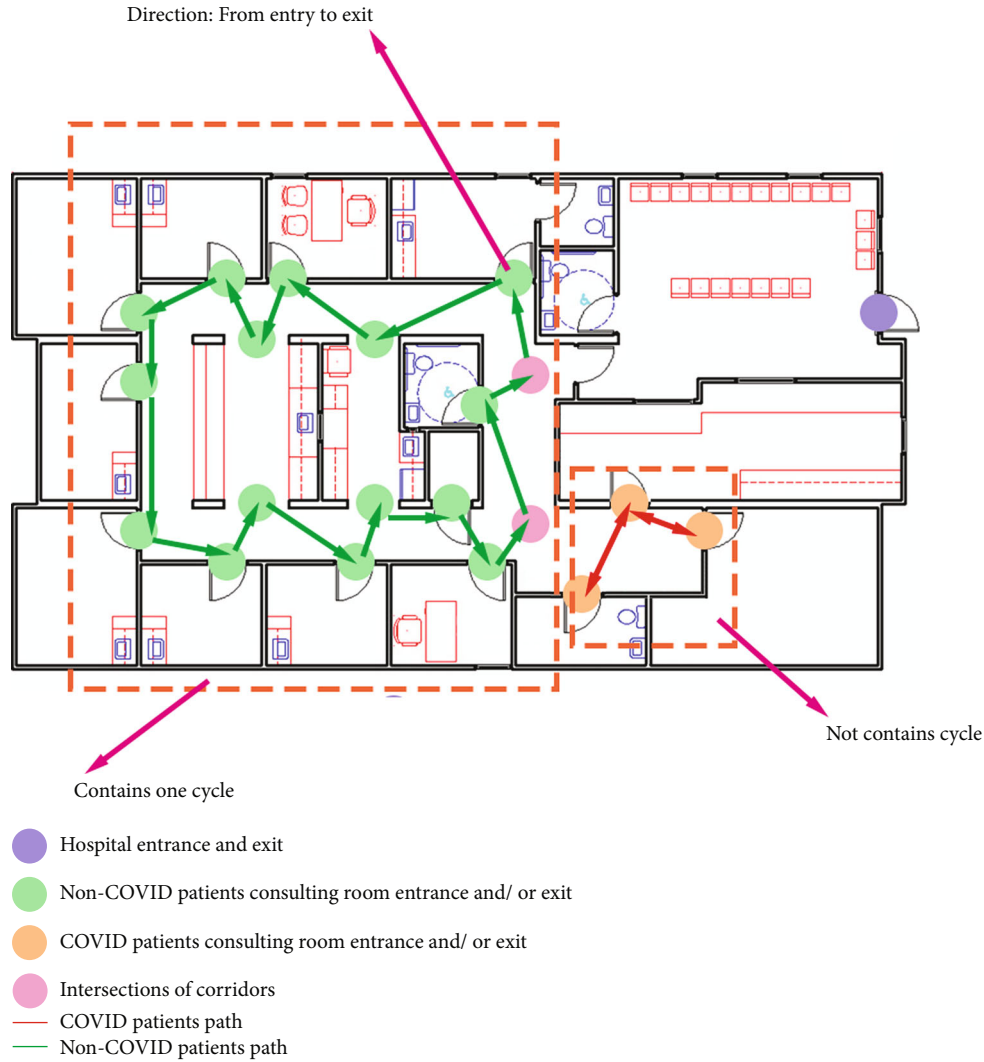 Direction: From entry to exit
Not contains cycle
Contains one cycle
Hospital entrance and exit
Non-COVID patients consulting room entrance and/ or exit
COVID patients consulting room entrance and/ or exit
Intersections of corridors
COVID patients path
Non-COVID patients path